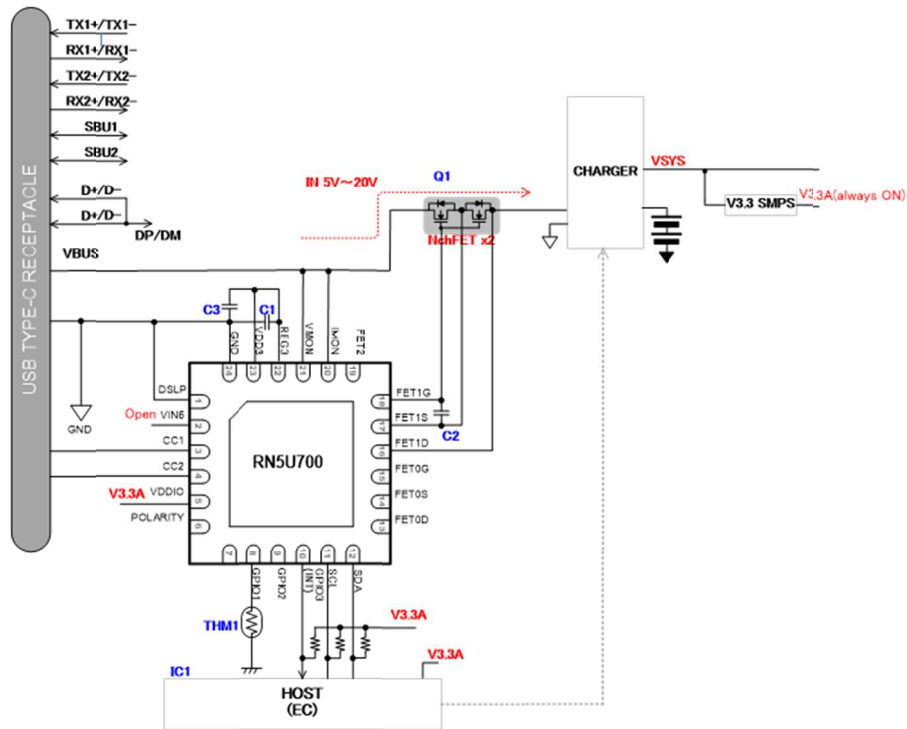 USB TYPE-C RECEPTACLE
TX1+/TX1-
RX1+/RX1-
TX2+/TX2-
RX2+/RX2-
SBU1
SBU2
D+/D-
D+/D-
DP/DM
VBUS
IN 5V～20V
Q1
NchFET x2
CHARGER
VSYS
V3.3 SMPS
V3.3A(always ON)
C3
C1
GND
VDD3
REG3
VMON
IMON
FET2
24
23
22
21
20
19
GND
DSLP
1
Open VIN5
2
CC1
3
CC2
4
V3.3A VDDIO
5
POLARITY
6
RN5U700
FET1G
18
FET1S
17
C2
FET1D
16
FET0G
15
FET0S
14
FET0D
13
7
8
9
10
11
12
GPIO1
GPIO2
GPIO3
(INT)
SCL
SDA
THM1
V3.3A
V3.3A
IC1
HOST
(EC)